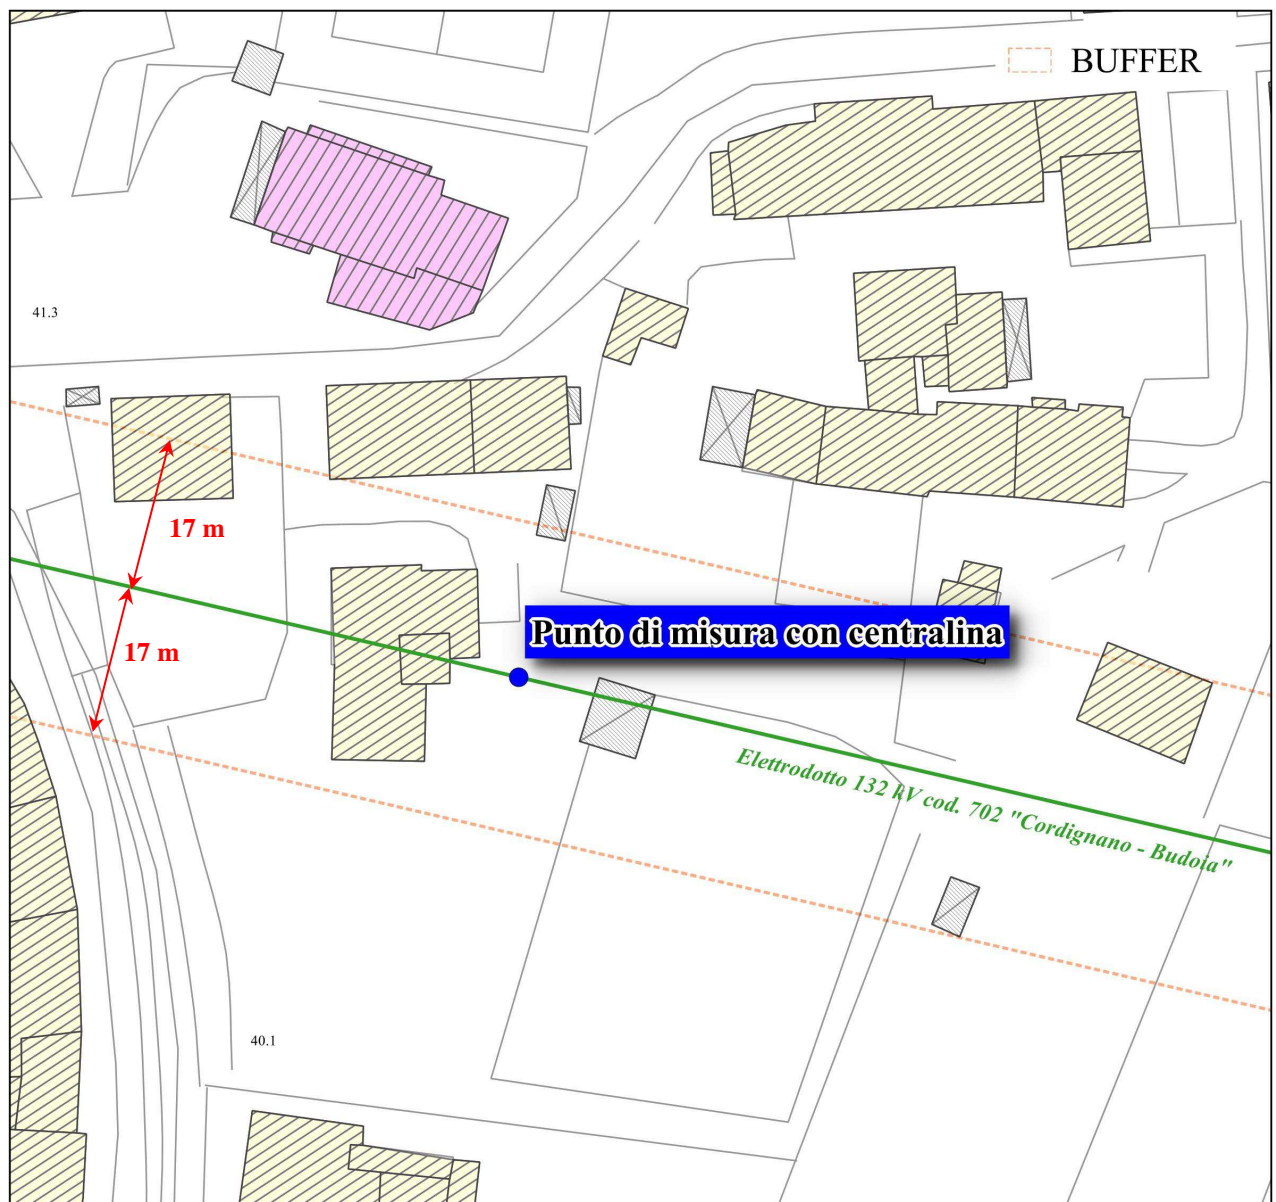 BUFFER
41.3
17 m
Punto di misura con centralina
17 m
Elettrodotto 132 kV cod. 702 "Cordignano - Budoia"
40.1